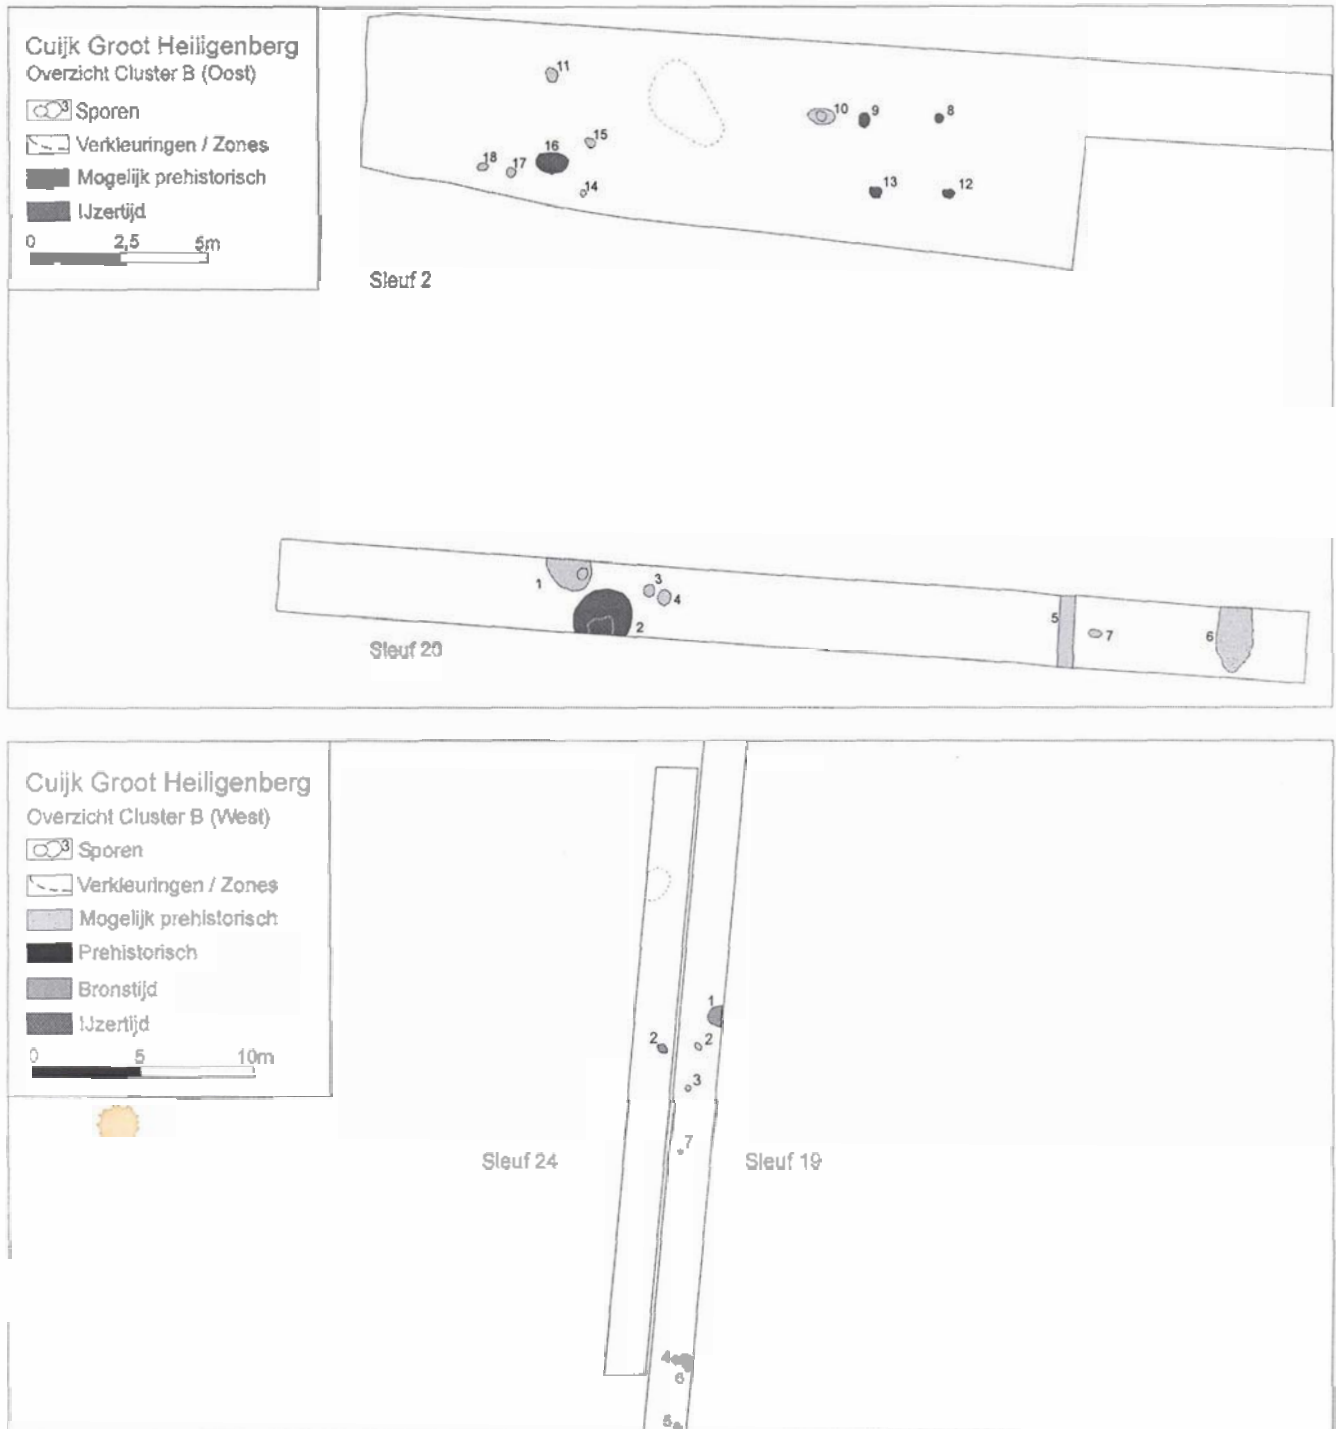 Cuijk Groot Heiligenberg
Overzicht Cluster B (Oost)
3 Sporen
Verkleuringen / Zones
Mogelijk prehistorisch
IJzertijd
0 2,5 5m
11
10 9 8
15
16
18 17
14
13 12
Sleuf 2
1
3
4
2
5
7
6
Sleuf 20
Cuijk Groot Heiligenberg
Overzicht Cluster B (West)
3 Sporen
Verkleuringen / Zones
Mogelijk prehistorisch
Prehistorisch
Bronstijd
IJzertijd
0 5 10m
1
2 2
3
7
Sleuf 24 Sleuf 19
4
6
5